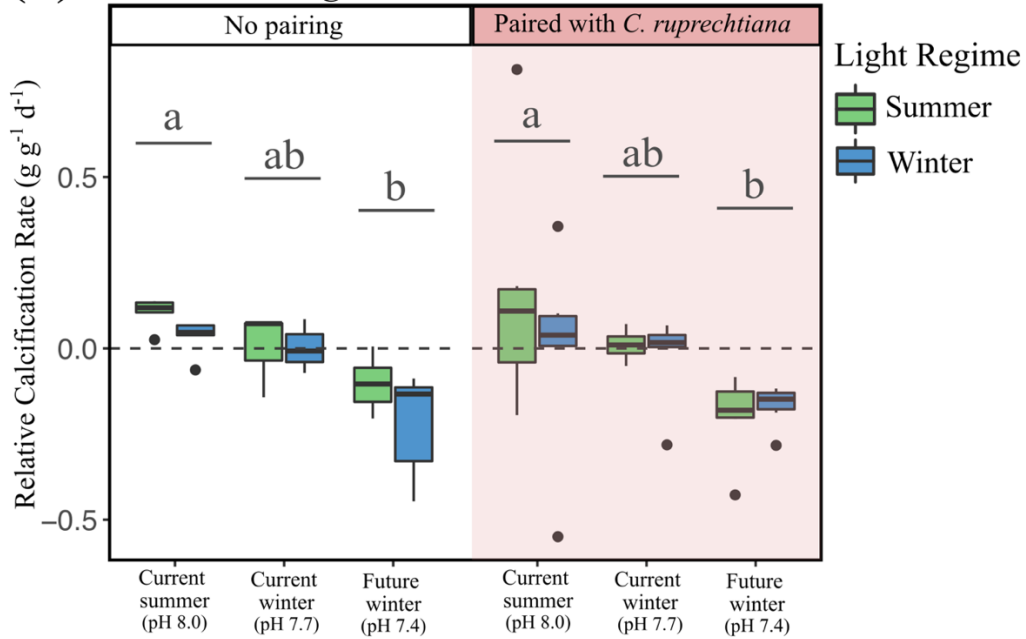 No pairing
Paired with C. ruprechtiana
Light Regime
Summer
Winter
Relative Calcification Rate (g g-1 d-1)
a
ab
b
a
ab
b
0.5
0.0
−0.5
Current
summer
(pH 8.0)
Current
winter
(pH 7.7)
Future
winter
(pH 7.4)
Current
summer
(pH 8.0)
Current
winter
(pH 7.7)
Future
winter
(pH 7.4)